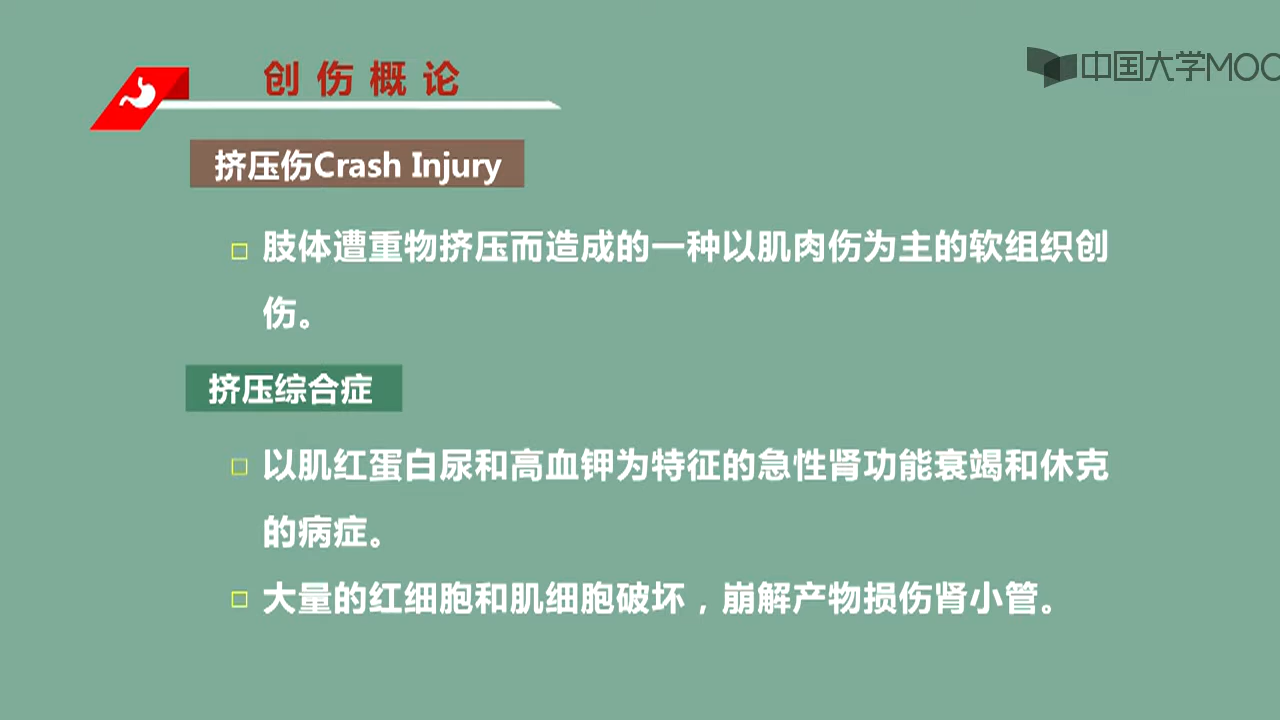 创伤概论
中国大学MOO
挤压伤Crash Injury
肢体遭重物挤压而造成的一种以肌肉伤为主的软组织创
伤。
挤压综合症
以肌红蛋白尿和高血钾为特征的急性肾功能衰竭和休克
的病症。
大量的红细胞和肌细胞破坏，崩解产物损伤肾小管。